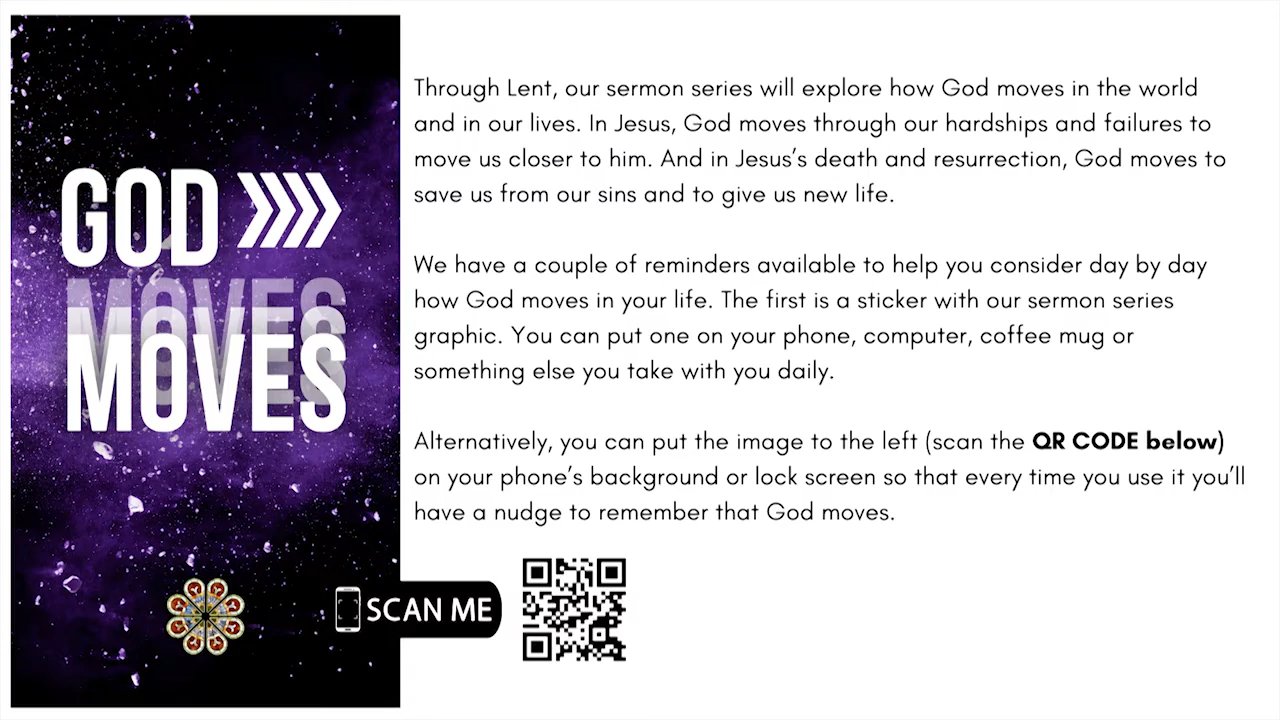 GOD
MOVES
MOVES
Through Lent, our sermon series will explore how God moves in the world
and in our lives. In Jesus, God moves through our hardships and failures to
move us closer to him. And in Jesus’s death and resurrection, God moves to
save us from our sins and to give us new life.
We have a couple of reminders available to help you consider day by day
how God moves in your life. The first is a sticker with our sermon series
graphic. You can put one on your phone, computer, coffee mug or
something else you take with you daily.
Alternatively, you can put the image to the left (scan the QR CODE below)
on your phone’s background or lock screen so that every time you use it you’ll
have a nudge to remember that God moves.
SCAN ME